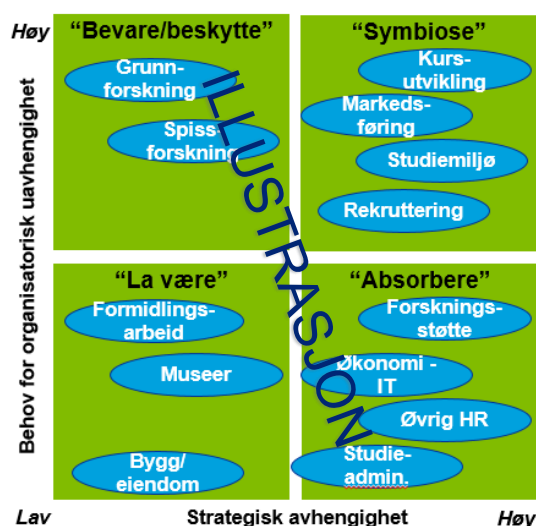 Høy
“Bevare/beskytte”
Grunn-
forskning
Spiss-
forskning
“Symbiose”
Kurs-
utvikling
Markeds-
føring
Studiemiljø
Rekruttering
“La være”
Formidlings-
arbeid
Museer
Bygg/
eiendom
“Absorbere”
Forsknings-
støtte
Økonomi -
IT
Øvrig HR
Studie-
admin.
ILLUSTRASJON
Behov for organisatorisk uavhengighet
Lav
Strategisk avhengighet
Høy